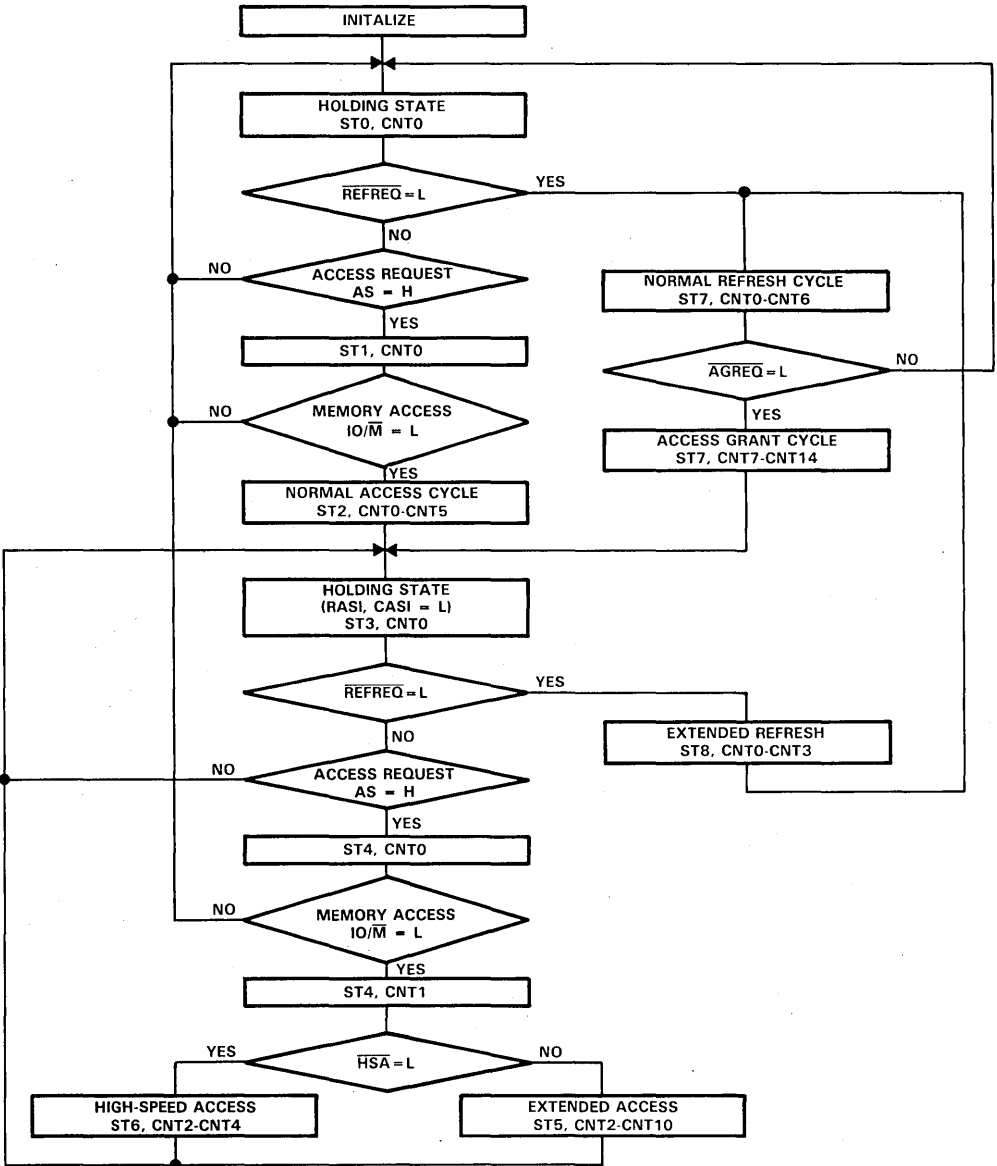 INITALIZE
HOLDING STATE
ST0, CNT0
REFREQ = L
YES
NO
ACCESS REQUEST
AS = H
NO
YES
NORMAL REFRESH CYCLE
ST7, CNT0-CNT6
ST1, CNT0
AGREQ = L
NO
YES
MEMORY ACCESS
IO/M = L
NO
YES
ACCESS GRANT CYCLE
ST7, CNT7-CNT14
NORMAL ACCESS CYCLE
ST2, CNT0-CNT5
HOLDING STATE
(RASI, CASI = L)
ST3, CNT0
REFREQ = L
YES
NO
EXTENDED REFRESH
ST8, CNT0-CNT3
ACCESS REQUEST
AS = H
NO
YES
ST4, CNT0
MEMORY ACCESS
IO/M = L
NO
YES
ST4, CNT1
HSA = L
YES
NO
HIGH-SPEED ACCESS
ST6, CNT2-CNT4
EXTENDED ACCESS
ST5, CNT2-CNT10